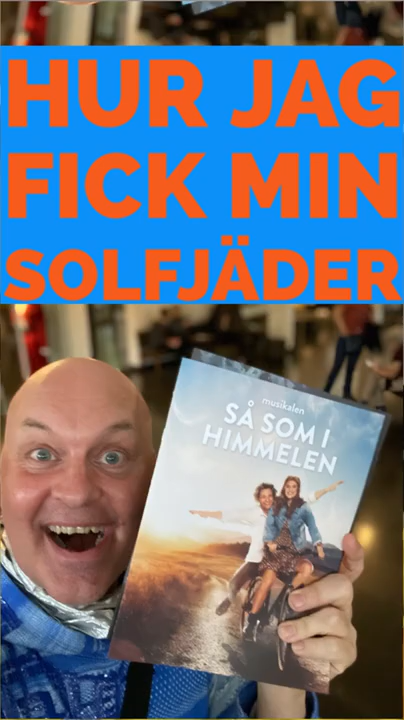 HUR JAG
FICK MIN
SOLFJÄDER
musikalen
SÅ SOM I
HIMMELEN